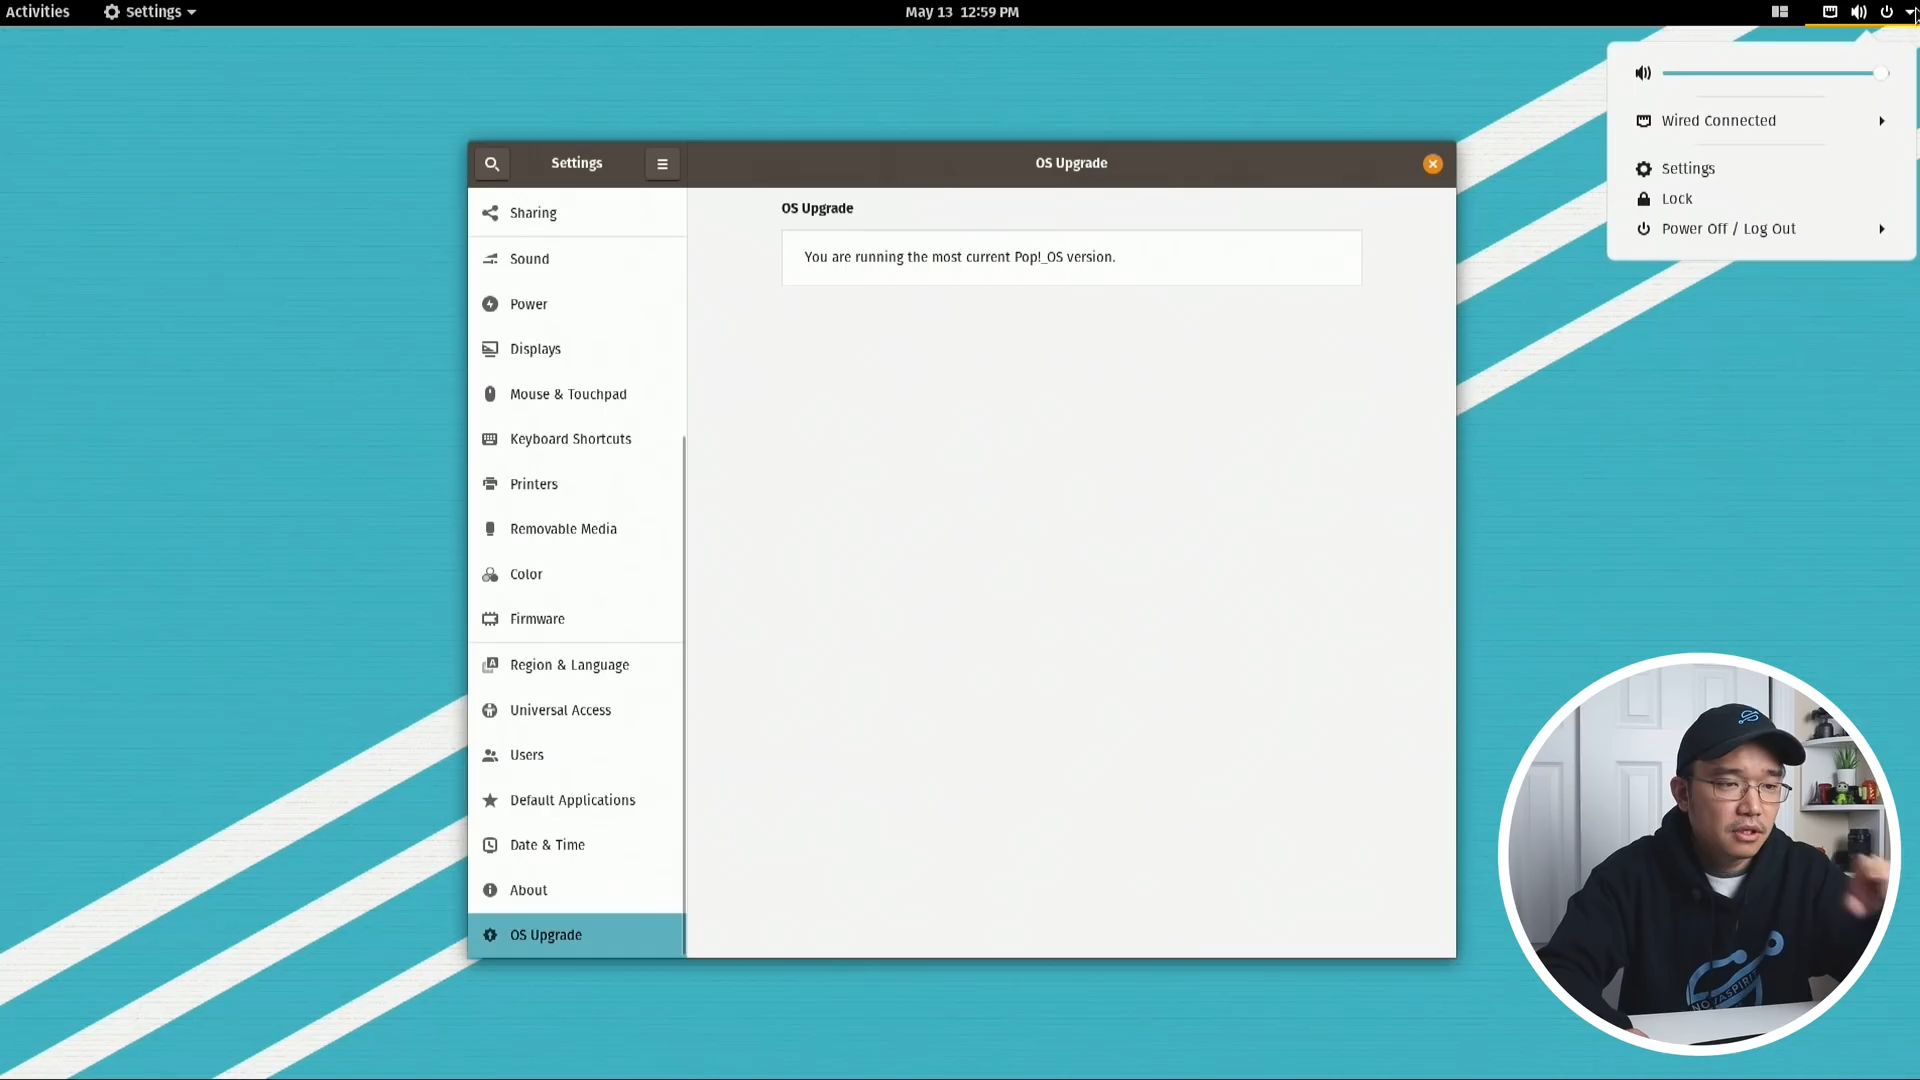 Activities
Settings
May 13 12:59 PM
Wired Connected
Settings
Lock
Power Off / Log Out
Settings
OS Upgrade
Sharing
Sound
Power
Displays
Mouse & Touchpad
Keyboard Shortcuts
Printers
Removable Media
Color
Firmware
Region & Language
Universal Access
Users
Default Applications
Date & Time
About
OS Upgrade
OS Upgrade
You are running the most current Pop!_OS version.
NOVASPIRIT